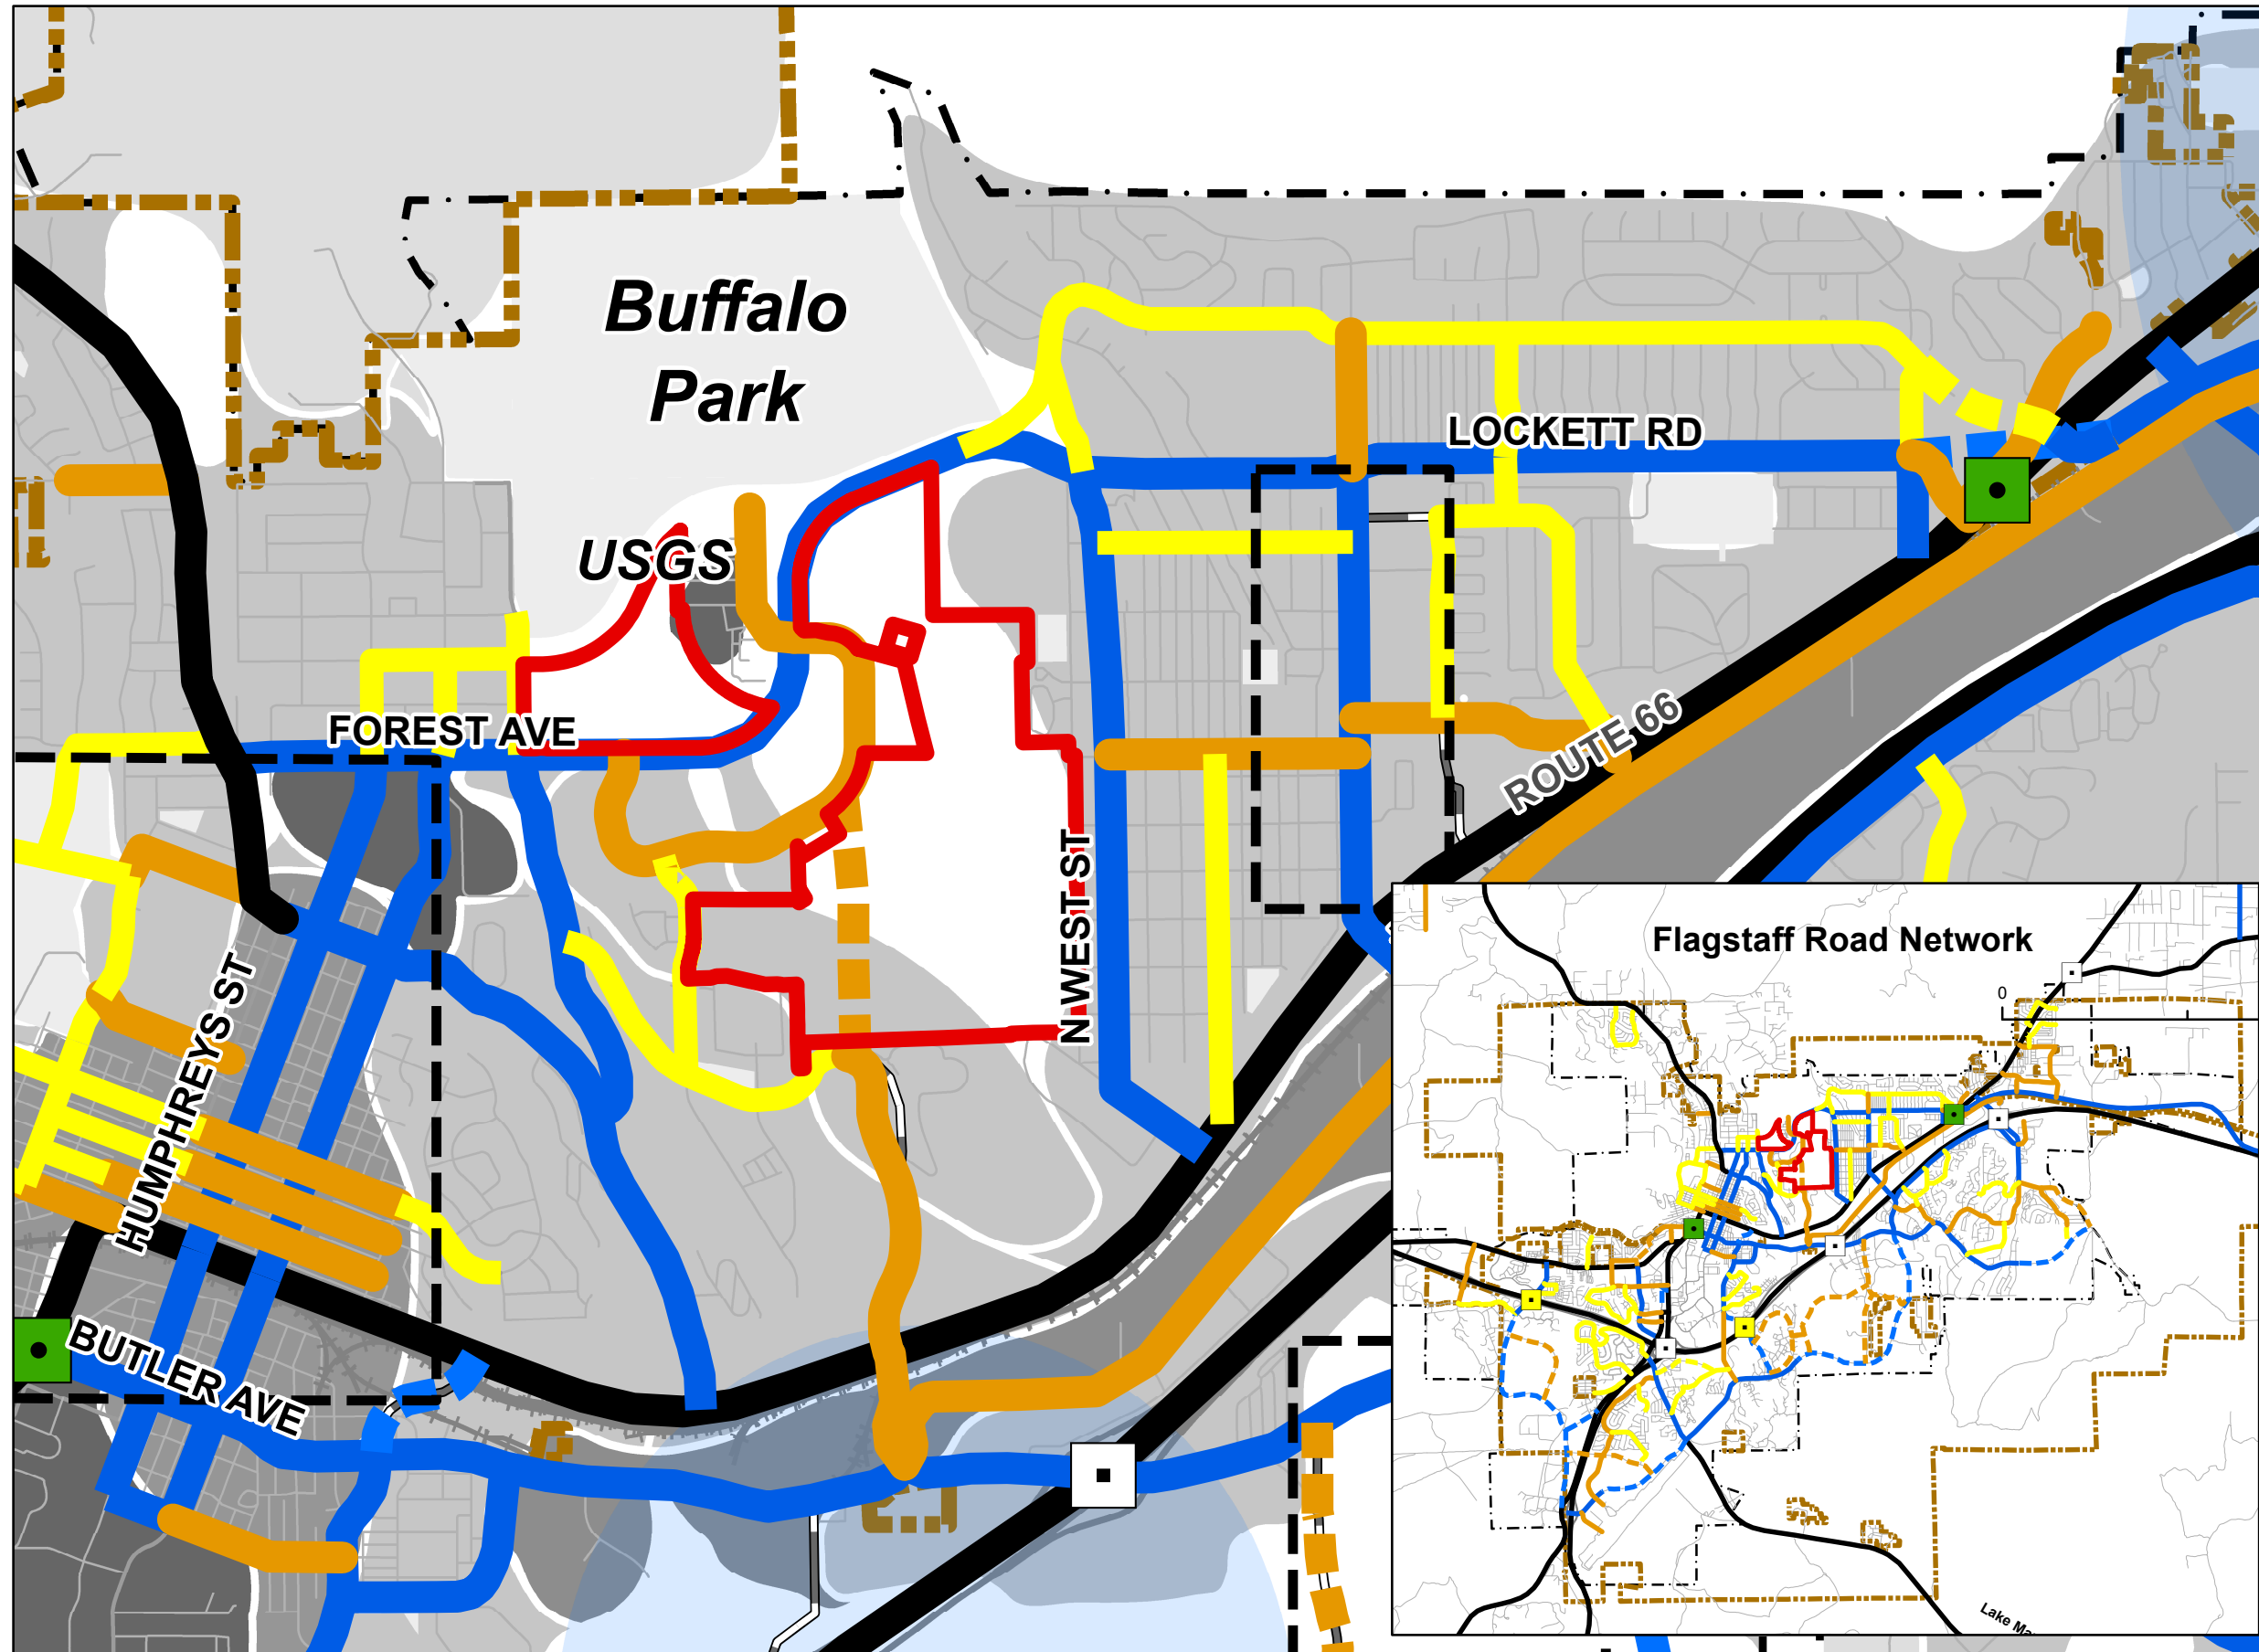 Buffalo
Park
LOCKETT RD
USGS
FOREST AVE
ROUTE 66
N WEST ST
HUMPHREYS ST
BUTLER AVE
Flagstaff Road Network
0
Lake